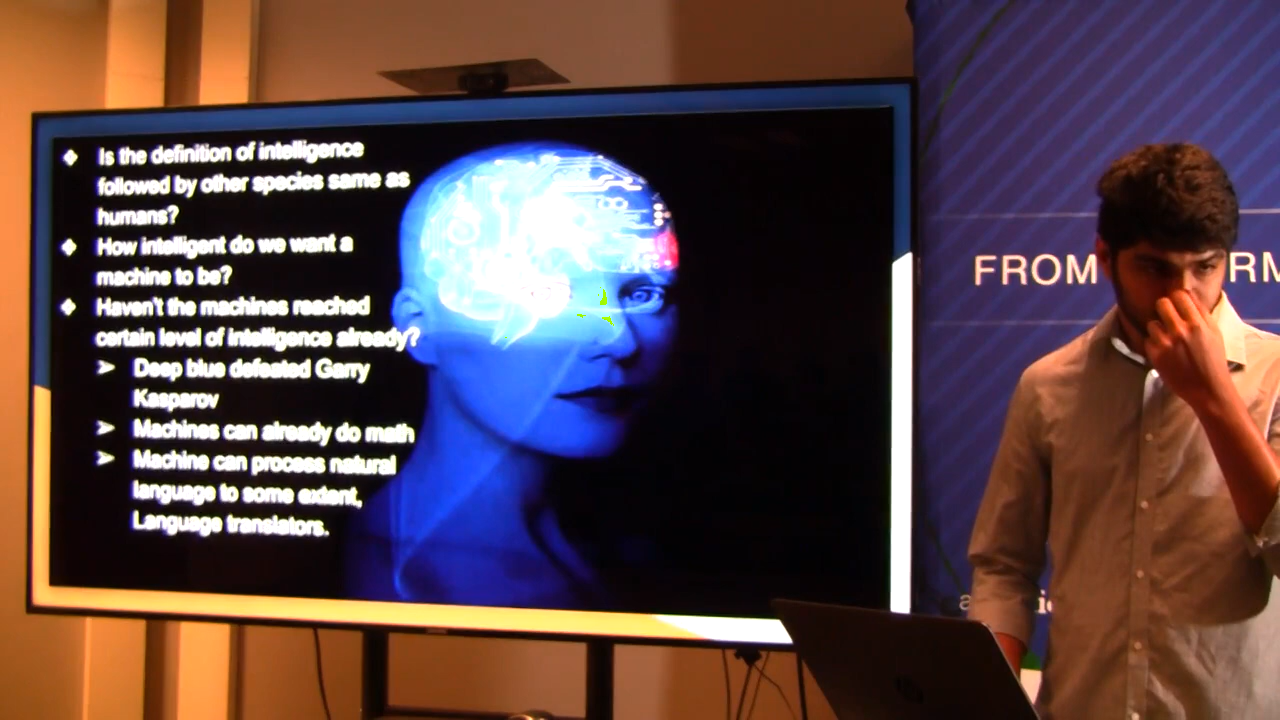 Is the definition of intelligence
followed by other species same as
humans?
How intelligent do we want a
machine to be?
Haven't the machines reached
certain level of intelligence already?
Deep blue defeated Garry
Kasparov
Machines can already do math
Machine can process natural
language to some extent,
Language translators.
FROM